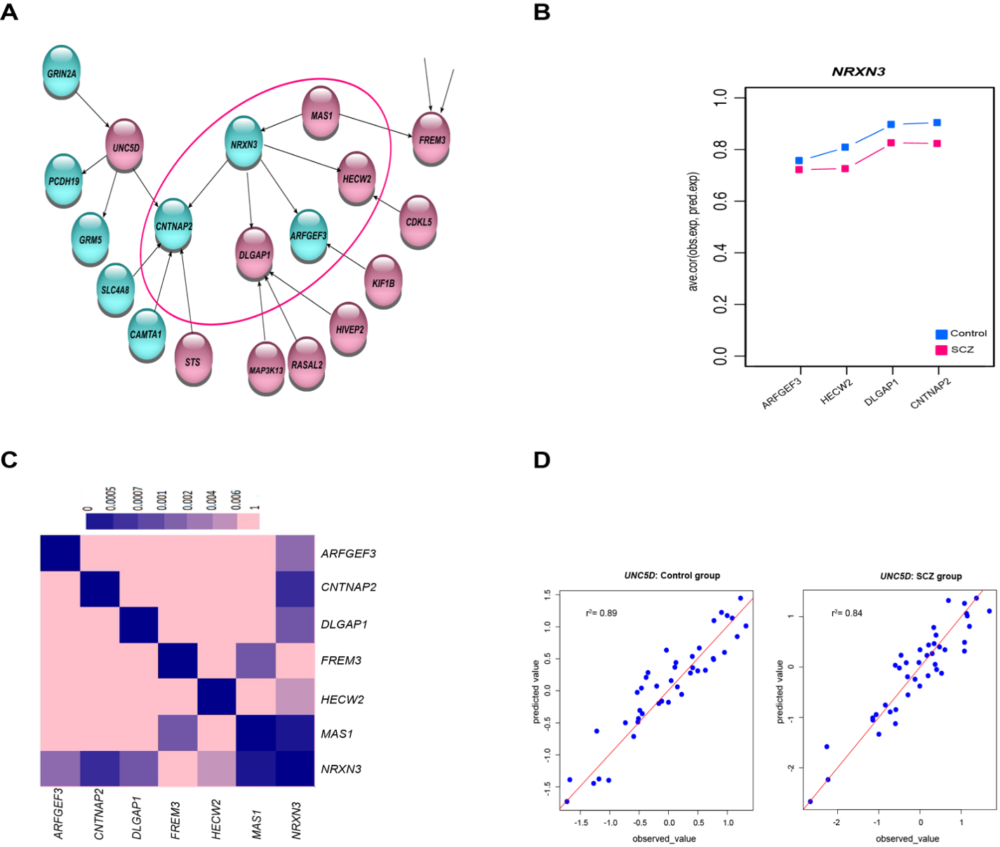 A
GRIN2A
UNC5D
PCDH19
GRM5
CNTNAP2
SLC4A8
CAMTA1
STS
NRXN3
MAS1
HECW2
FREM3
CDKL5
ARFGEF3
DLGAP1
KIF1B
HIVEP2
MAP3K13
RASAL2
B
NRXN3
ave.cor(obs.exp, pred.exp)
1.0
0.8
0.6
0.4
0.2
0.0
Control
SCZ
ARFGEF3
HECW2
DLGAP1
CNTNAP2
C
0
0.0005
0.0007
0.001
0.002
0.004
0.006
1
ARFGEF3
CNTNAP2
DLGAP1
FREM3
HECW2
MAS1
NRXN3
ARFGEF3
CNTNAP2
DLGAP1
FREM3
HECW2
MAS1
NRXN3
D
UNC5D: Control group
r²= 0.89
predicted_value
1.5
1.0
0.5
0.0
-0.5
-1.0
-1.5
-1.5
-1.0
-0.5
0.0
0.5
1.0
observed_value
UNC5D: SCZ group
r²= 0.84
predicted_value
1
0
-1
-2
-2
-1
0
1
observed_value